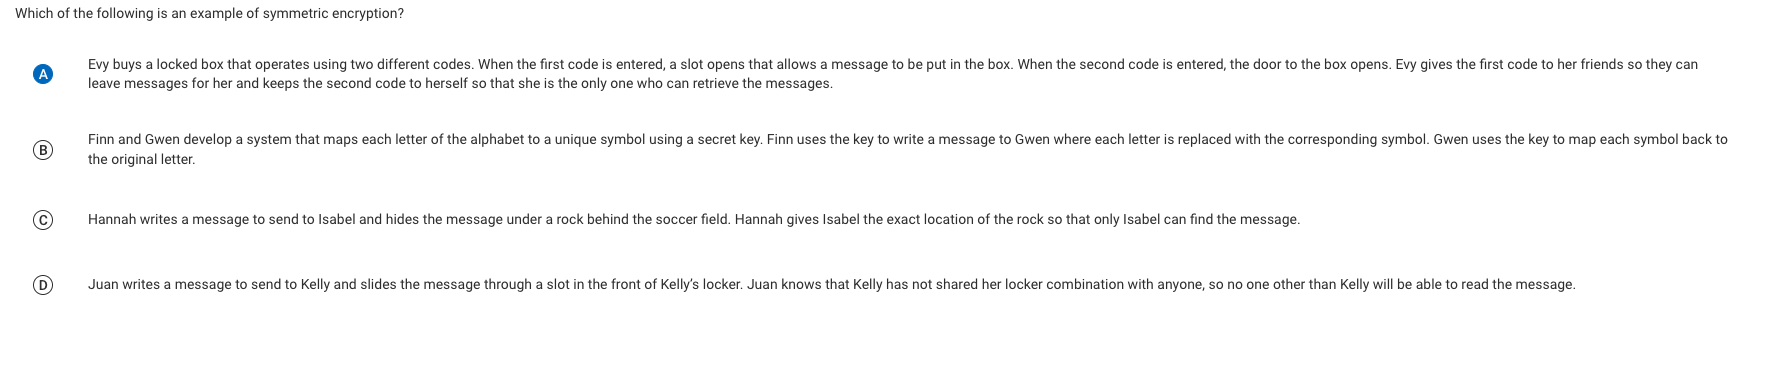 Which of the following is an example of symmetric encryption?
A
Evy buys a locked box that operates using two different codes. When the first code is entered, a slot opens that allows a message to be put in the box. When the second code is entered, the door to the box opens. Evy gives the first code to her friends so they can
leave messages for her and keeps the second code to herself so that she is the only one who can retrieve the messages.
B
Finn and Gwen develop a system that maps each letter of the alphabet to a unique symbol using a secret key. Finn uses the key to write a message to Gwen where each letter is replaced with the corresponding symbol. Gwen uses the key to map each symbol back to
the original letter.
C Hannah writes a message to send to Isabel and hides the message under a rock behind the soccer field. Hannah gives Isabel the exact location of the rock so that only Isabel can find the message.
D Juan writes a message to send to Kelly and slides the message through a slot in the front of Kelly's locker. Juan knows that Kelly has not shared her locker combination with anyone, so no one other than Kelly will be able to read the message.